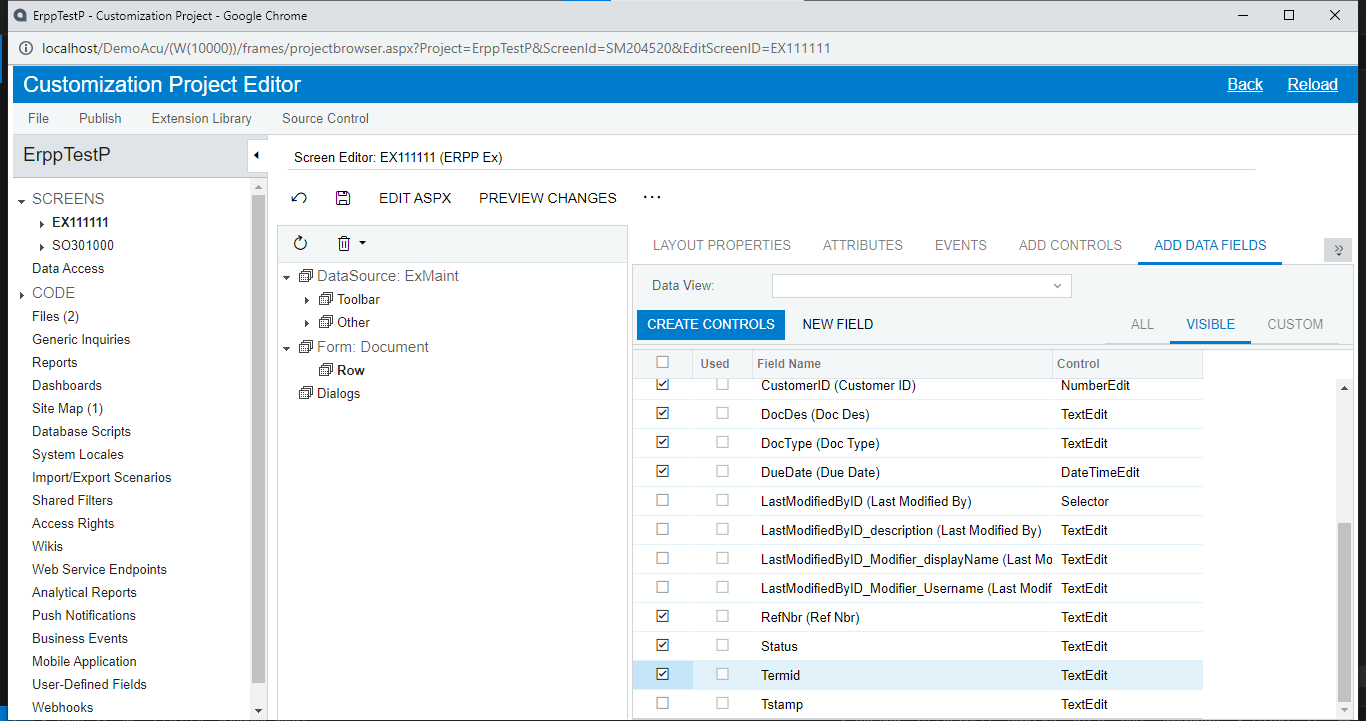 ErppTestP - Customization Project - Google Chrome
localhost/DemoAcu/(W(10000))/frames/projectbrowser.aspx?Project=ErppTestP&ScreenId=SM204520&EditScreenID=EX111111
Customization Project Editor
Back Reload
File Publish Extension Library Source Control
ErppTestP
SCREENS
EX111111
SO301000
Data Access
CODE
Files (2)
Generic Inquiries
Reports
Dashboards
Site Map (1)
Database Scripts
System Locales
Import/Export Scenarios
Shared Filters
Access Rights
Wikis
Web Service Endpoints
Analytical Reports
Push Notifications
Business Events
Mobile Application
User-Defined Fields
Webhooks
Screen Editor: EX111111 (ERPP Ex)
EDIT ASPX PREVIEW CHANGES ...
DataSource: ExMaint
Toolbar
Other
Form: Document
Row
Dialogs
LAYOUT PROPERTIES ATTRIBUTES EVENTS ADD CONTROLS ADD DATA FIELDS
Data View:
CREATE CONTROLS NEW FIELD ALL VISIBLE CUSTOM
Used Field Name Control
CustomerID (Customer ID) NumberEdit
DocDes (Doc Des) TextEdit
DocType (Doc Type) TextEdit
DueDate (Due Date) DateTimeEdit
LastModifiedByID (Last Modified By) Selector
LastModifiedByID_description (Last Modified By) TextEdit
LastModifiedByID_Modifier_displayName (Last Mo TextEdit
LastModifiedByID_Modifier_Username (Last Modif TextEdit
RefNbr (Ref Nbr) TextEdit
Status TextEdit
Termid TextEdit
Tstamp TextEdit